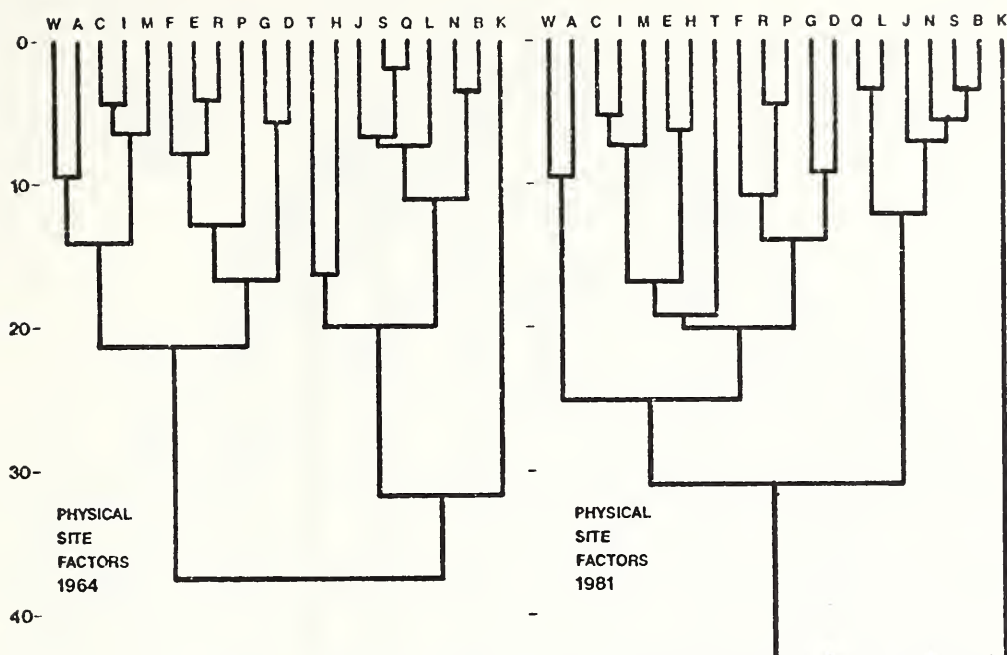 W A C I M F E R P G D T H J S Q L N B K
W A C I M E H T F R P G D Q L J N S B K
0-
10-
20-
30-
40-
PHYSICAL
SITE
FACTORS
1964
PHYSICAL
SITE
FACTORS
1981